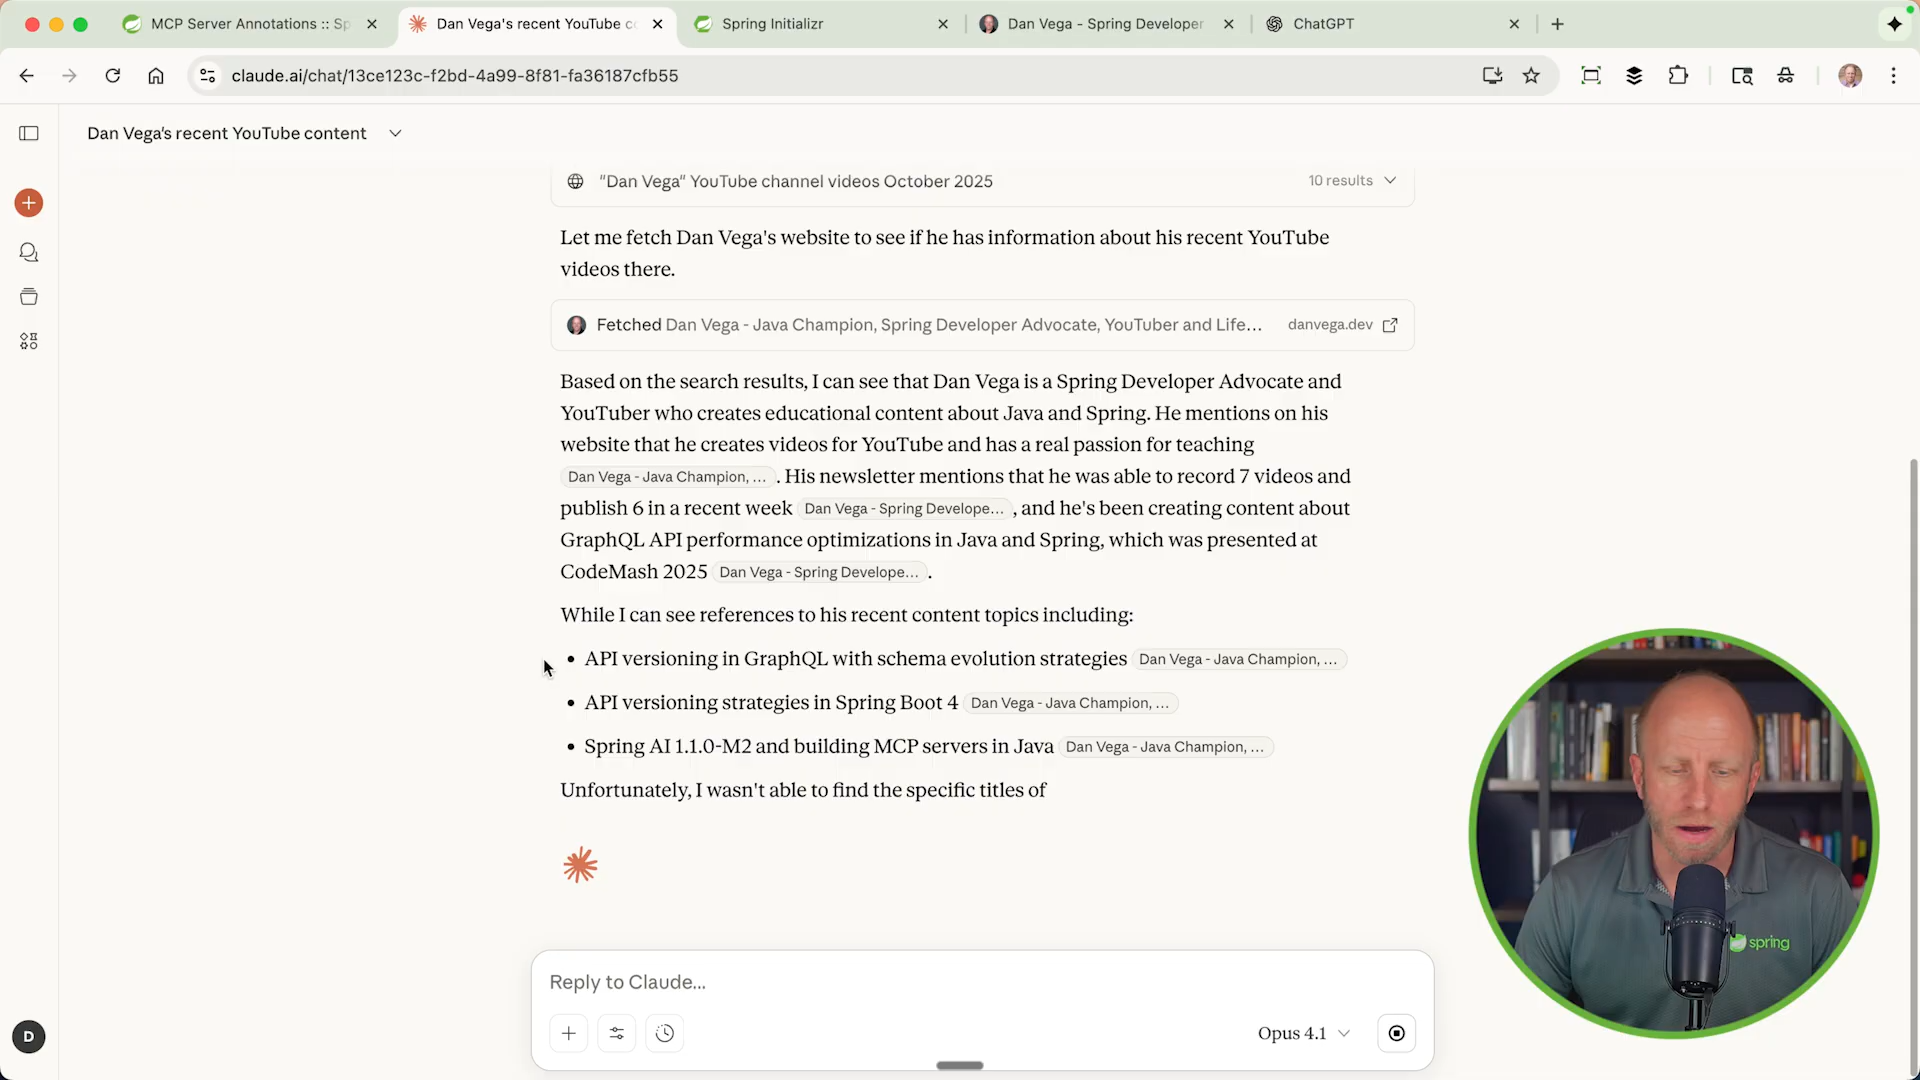 MCP Server Annotations :: Sp
Dan Vega's recent YouTube co
Spring Initializr
Dan Vega - Spring Developer
ChatGPT
claude.ai/chat/13ce123c-f2bd-4a99-8f81-fa36187cfb55
Dan Vega's recent YouTube content
"Dan Vega" YouTube channel videos October 2025
10 results
Let me fetch Dan Vega's website to see if he has information about his recent YouTube
videos there.
Fetched Dan Vega - Java Champion, Spring Developer Advocate, YouTuber and Life...
danvega.dev
Based on the search results, I can see that Dan Vega is a Spring Developer Advocate and
YouTuber who creates educational content about Java and Spring. He mentions on his
website that he creates videos for YouTube and has a real passion for teaching
Dan Vega - Java Champion, ... . His newsletter mentions that he was able to record 7 videos and
publish 6 in a recent week Dan Vega - Spring Develope... , and he's been creating content about
GraphQL API performance optimizations in Java and Spring, which was presented at
CodeMash 2025 Dan Vega - Spring Develope... .
While I can see references to his recent content topics including:
• API versioning in GraphQL with schema evolution strategies Dan Vega - Java Champion, ...
• API versioning strategies in Spring Boot 4 Dan Vega - Java Champion, ...
• Spring AI 1.1.0-M2 and building MCP servers in Java Dan Vega - Java Champion, ...
Unfortunately, I wasn't able to find the specific titles of
Reply to Claude...
Opus 4.1
D
spring